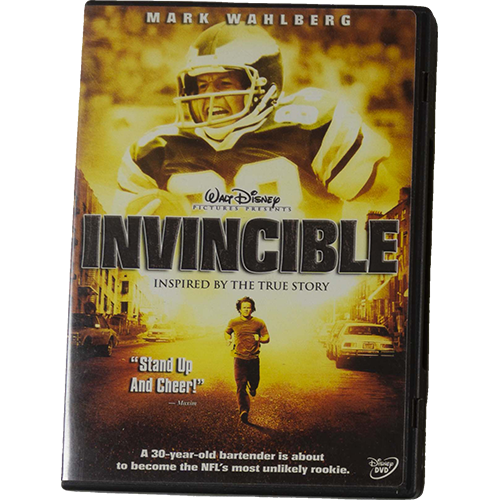 MARK WAHLBERG
WALT DISNEY
PICTURES PRESENTS
INVINCIBLE
INSPIRED BY THE TRUE STORY
"STAND UP
AND CHEER!"
— Maxim
A 30-year-old bartender is about
to become the NFL's most unlikely rookie.
Disney
DVD